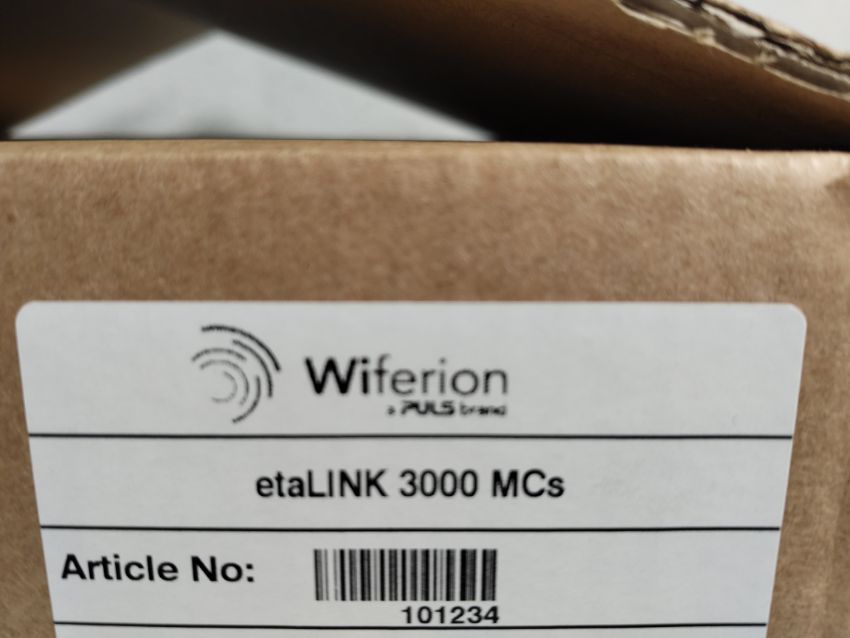 Wiferion
a PULS brand
etaLINK 3000 MCs
Article No:
101234